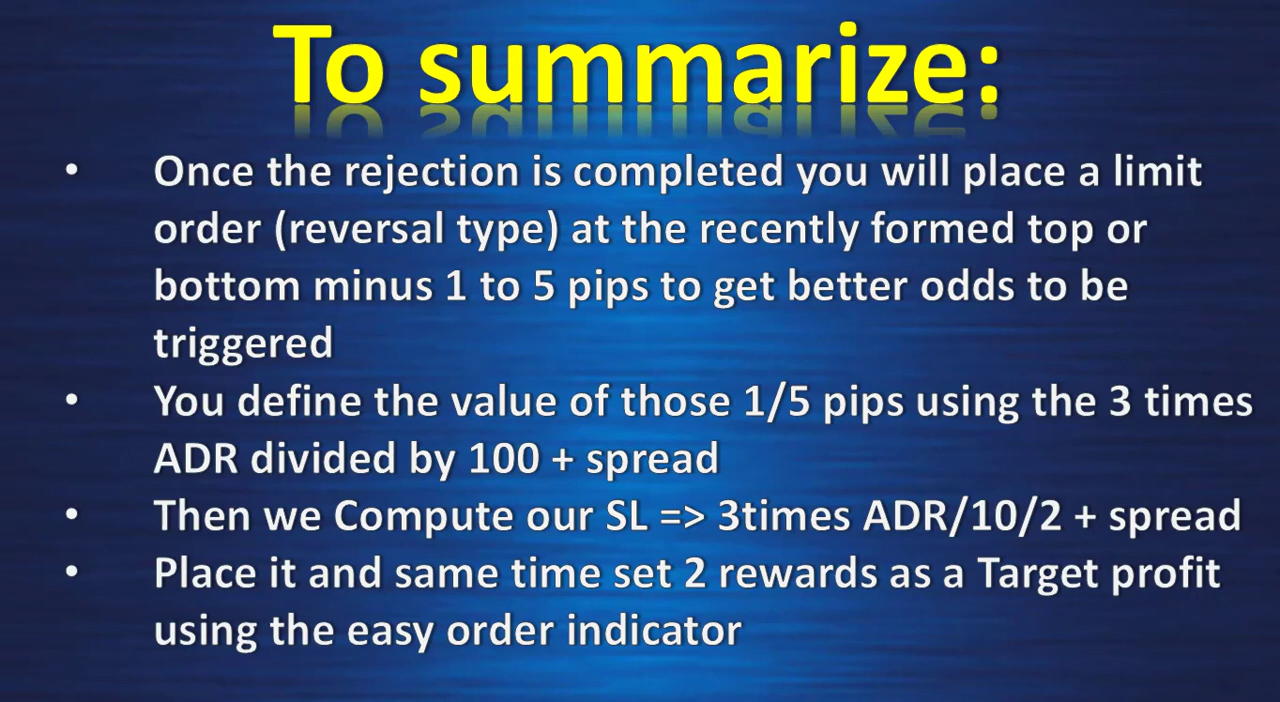 To summarize:
• Once the rejection is completed you will place a limit
order (reversal type) at the recently formed top or
bottom minus 1 to 5 pips to get better odds to be
triggered
• You define the value of those 1/5 pips using the 3 times
ADR divided by 100 + spread
• Then we Compute our SL => 3times ADR/10/2 + spread
• Place it and same time set 2 rewards as a Target profit
using the easy order indicator